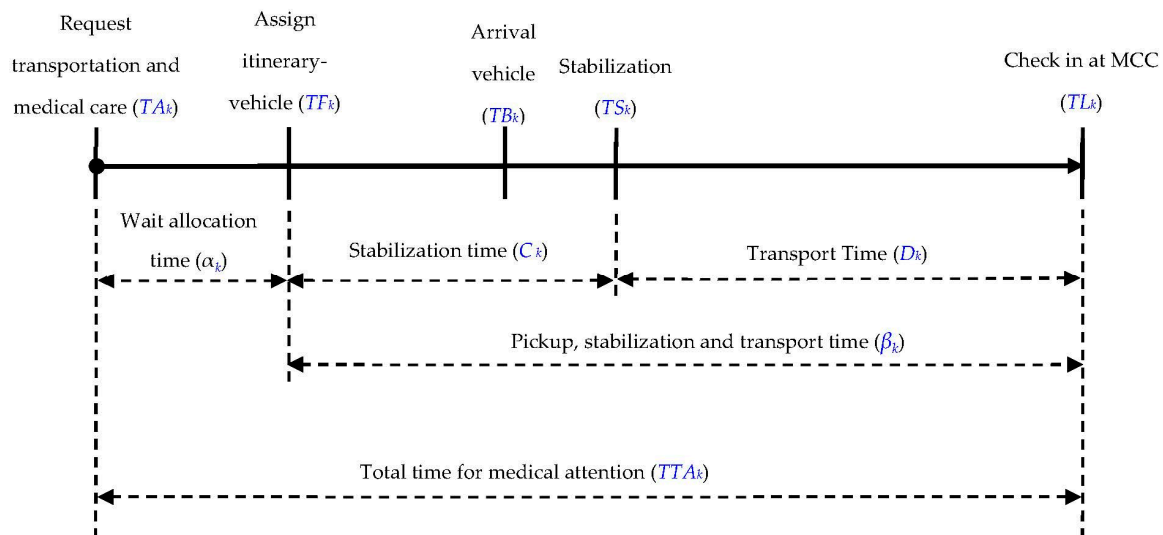 Request
transportation and
medical care (TAk)
Assign
itinerary-
vehicle (TFk)
Arrival
vehicle
(TBk)
Stabilization
(TSk)
Check in at MCC
(TLk)
Wait allocation
time (αk)
Stabilization time (Ck)
Transport Time (Dk)
Pickup, stabilization and transport time (βk)
Total time for medical attention (TTAk)